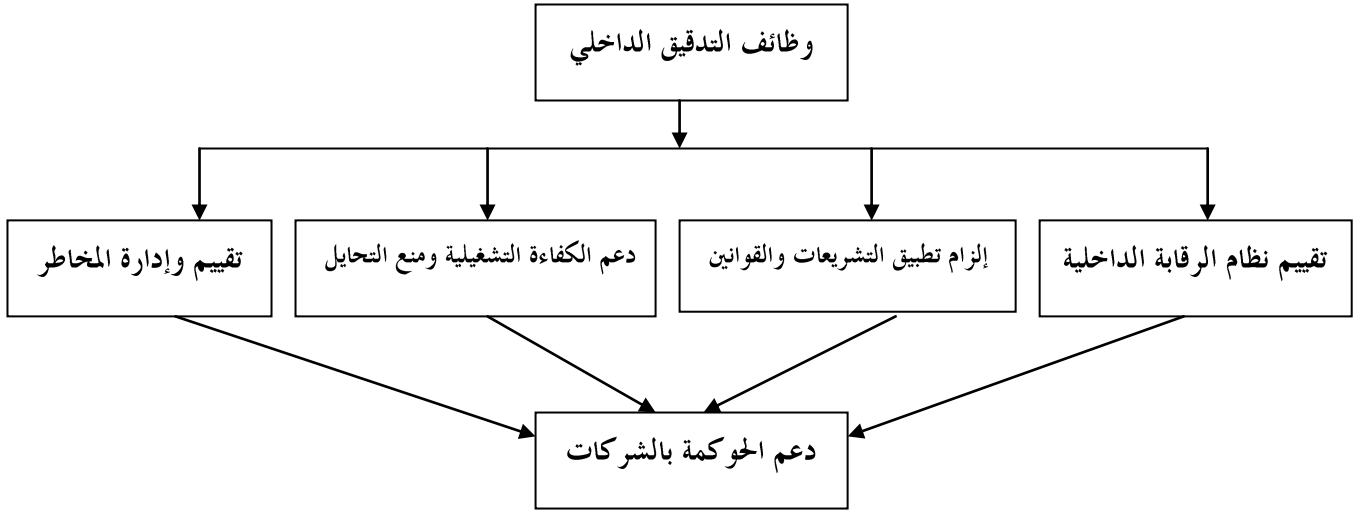 وظائف التدقيق الداخلي
تقييم نظام الرقابة الداخلية
إلزام تطبيق التشريعات والقوانين
دعم الكفاءة التشغيلية ومنع التحايل
تقييم وإدارة المخاطر
دعم الحوكمة بالشركات